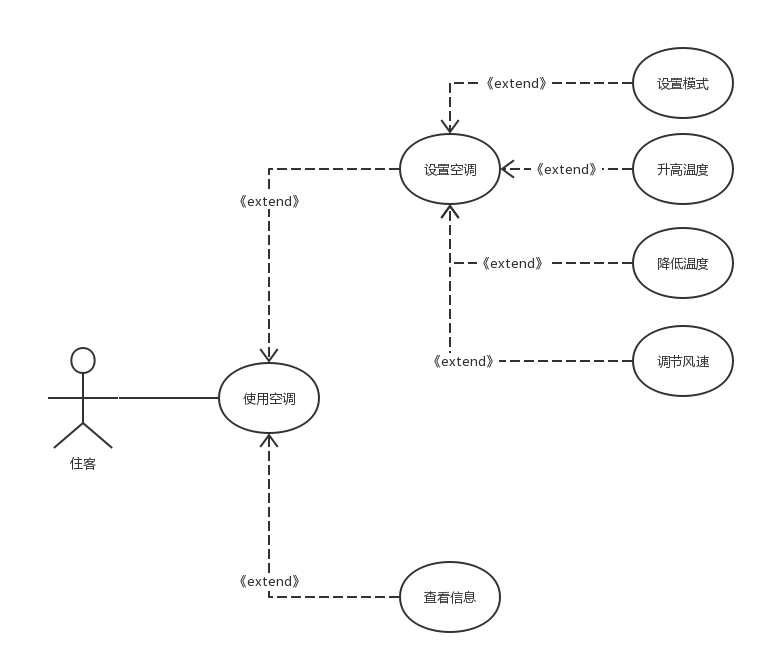 《extend》
设置模式
设置空调
《extend》
升高温度
《extend》
《extend》
降低温度
《extend》
调节风速
使用空调
住客
《extend》
查看信息